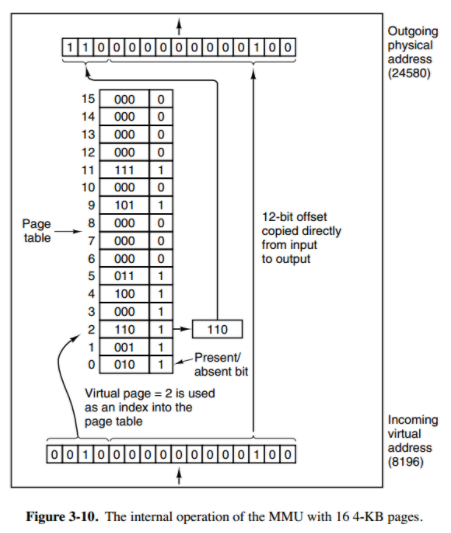 Outgoing
physical
address
(24580)
1 1 0 0 0 0 0 0 0 0 0 0 1 0 0
15 000 0
14 000 0
13 000 0
12 000 0
11 111 1
10 000 0
9 101 1
8 000 0
7 000 0
6 000 0
5 011 1
4 100 1
3 000 1
2 110 1
1 001 1
0 010 1
Page
table
110
12-bit offset
copied directly
from input
to output
Present/
absent bit
Virtual page = 2 is used
as an index into the
page table
0 0 1 0 0 0 0 0 0 0 0 0 0 1 0 0
Incoming
virtual
address
(8196)
Figure 3-10. The internal operation of the MMU with 16 4-KB pages.